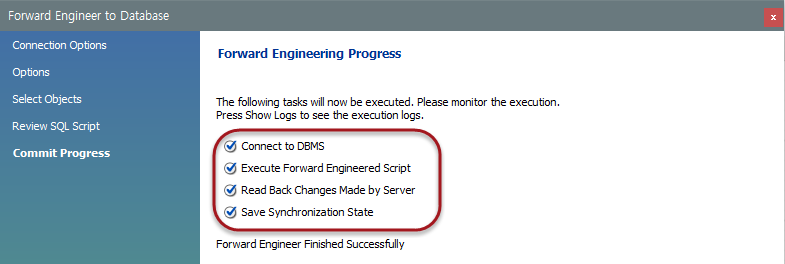 Forward Engineer to Database
x
Connection Options
Options
Select Objects
Review SQL Script
Commit Progress
Forward Engineering Progress
The following tasks will now be executed. Please monitor the execution.
Press Show Logs to see the execution logs.
Connect to DBMS
Execute Forward Engineered Script
Read Back Changes Made by Server
Save Synchronization State
Forward Engineer Finished Successfully